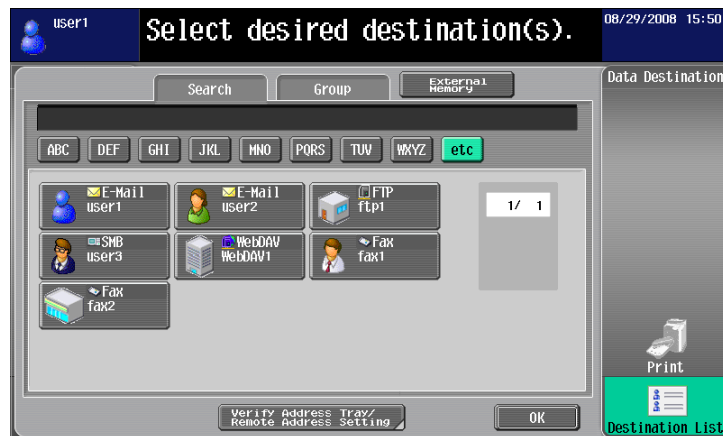 user1
Select desired destination(s).
08/29/2008 15:50
Search
Group
External
Memory
Data Destination
ABC
DEF
GHI
JKL
MNO
PQRS
TUV
WXYZ
etc
E-Mail
user1
E-Mail
user2
FTP
ftp1
1/ 1
SMB
user3
WebDAV
WebDAV1
Fax
fax1
Fax
fax2
Print
Verify Address Tray/
Remote Address Setting
OK
Destination List